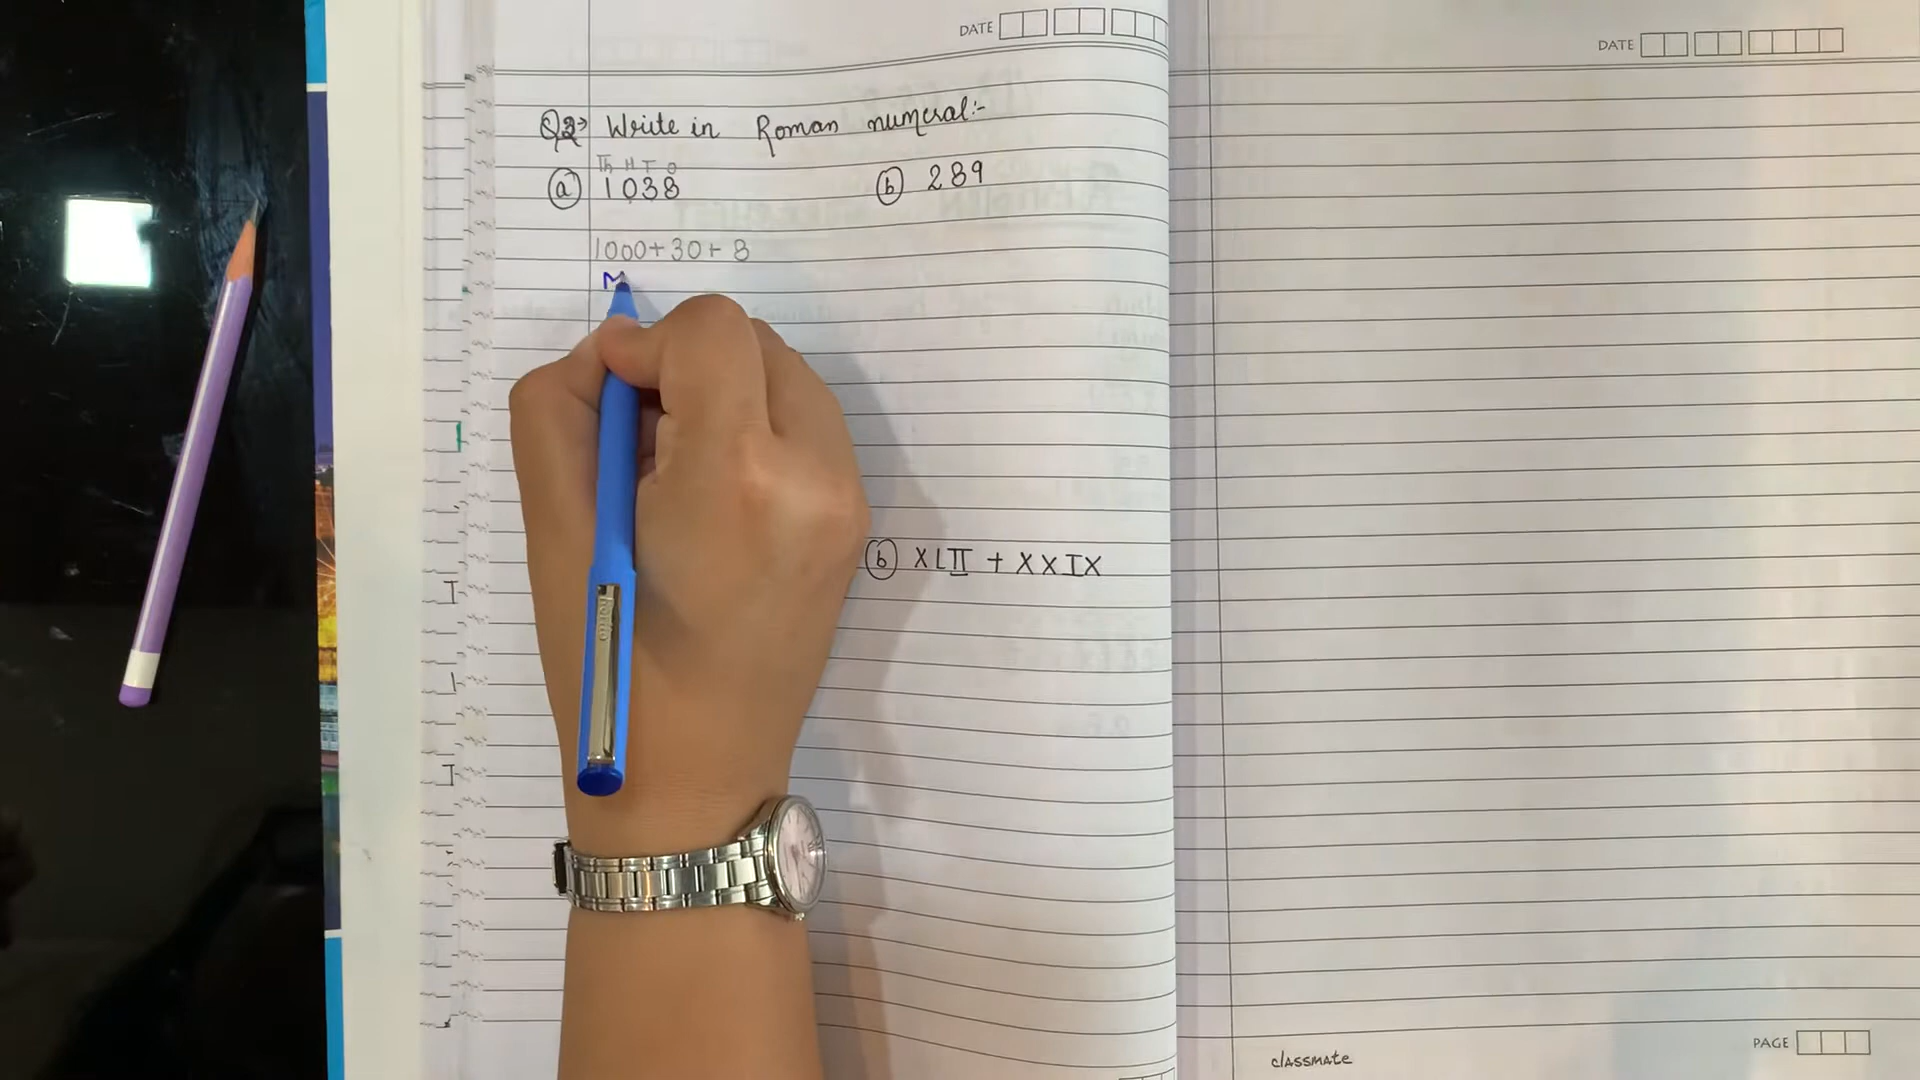 DATE
DATE
Q2→ Write in Roman numeral:-
Th H T O
(a) 1038
(b) 289
1000+30+8
M
(b) XLII + XXIX
PAGE
classmate